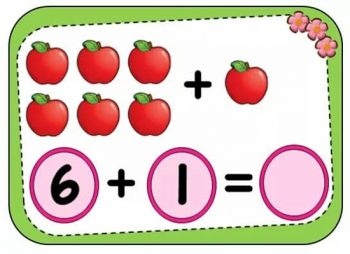 +
6 + 1 =